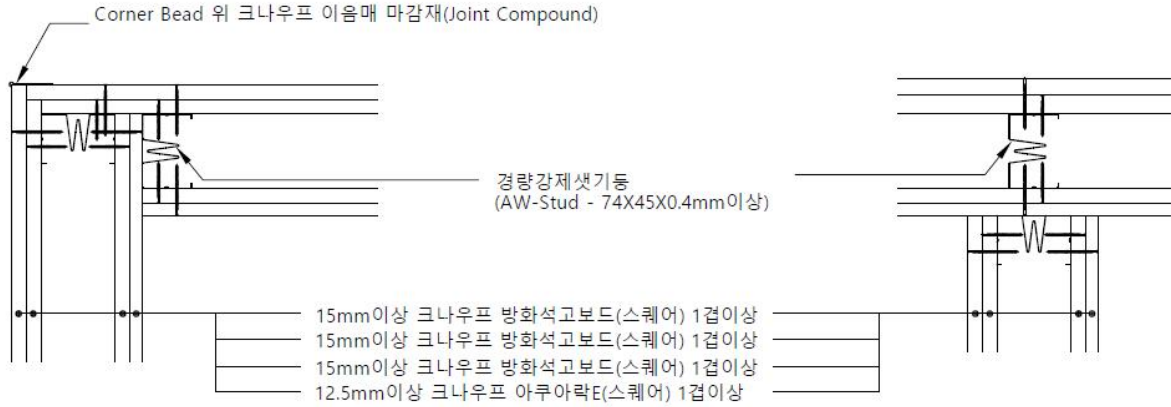 Corner Bead 위 크나우프 이음매 마감재(Joint Compound)
경량강제샛기둥
(AW-Stud - 74X45X0.4mm이상)
15mm이상 크나우프 방화석고보드(스퀘어) 1겹이상
15mm이상 크나우프 방화석고보드(스퀘어) 1겹이상
15mm이상 크나우프 방화석고보드(스퀘어) 1겹이상
12.5mm이상 크나우프 아쿠아락E(스퀘어) 1겹이상